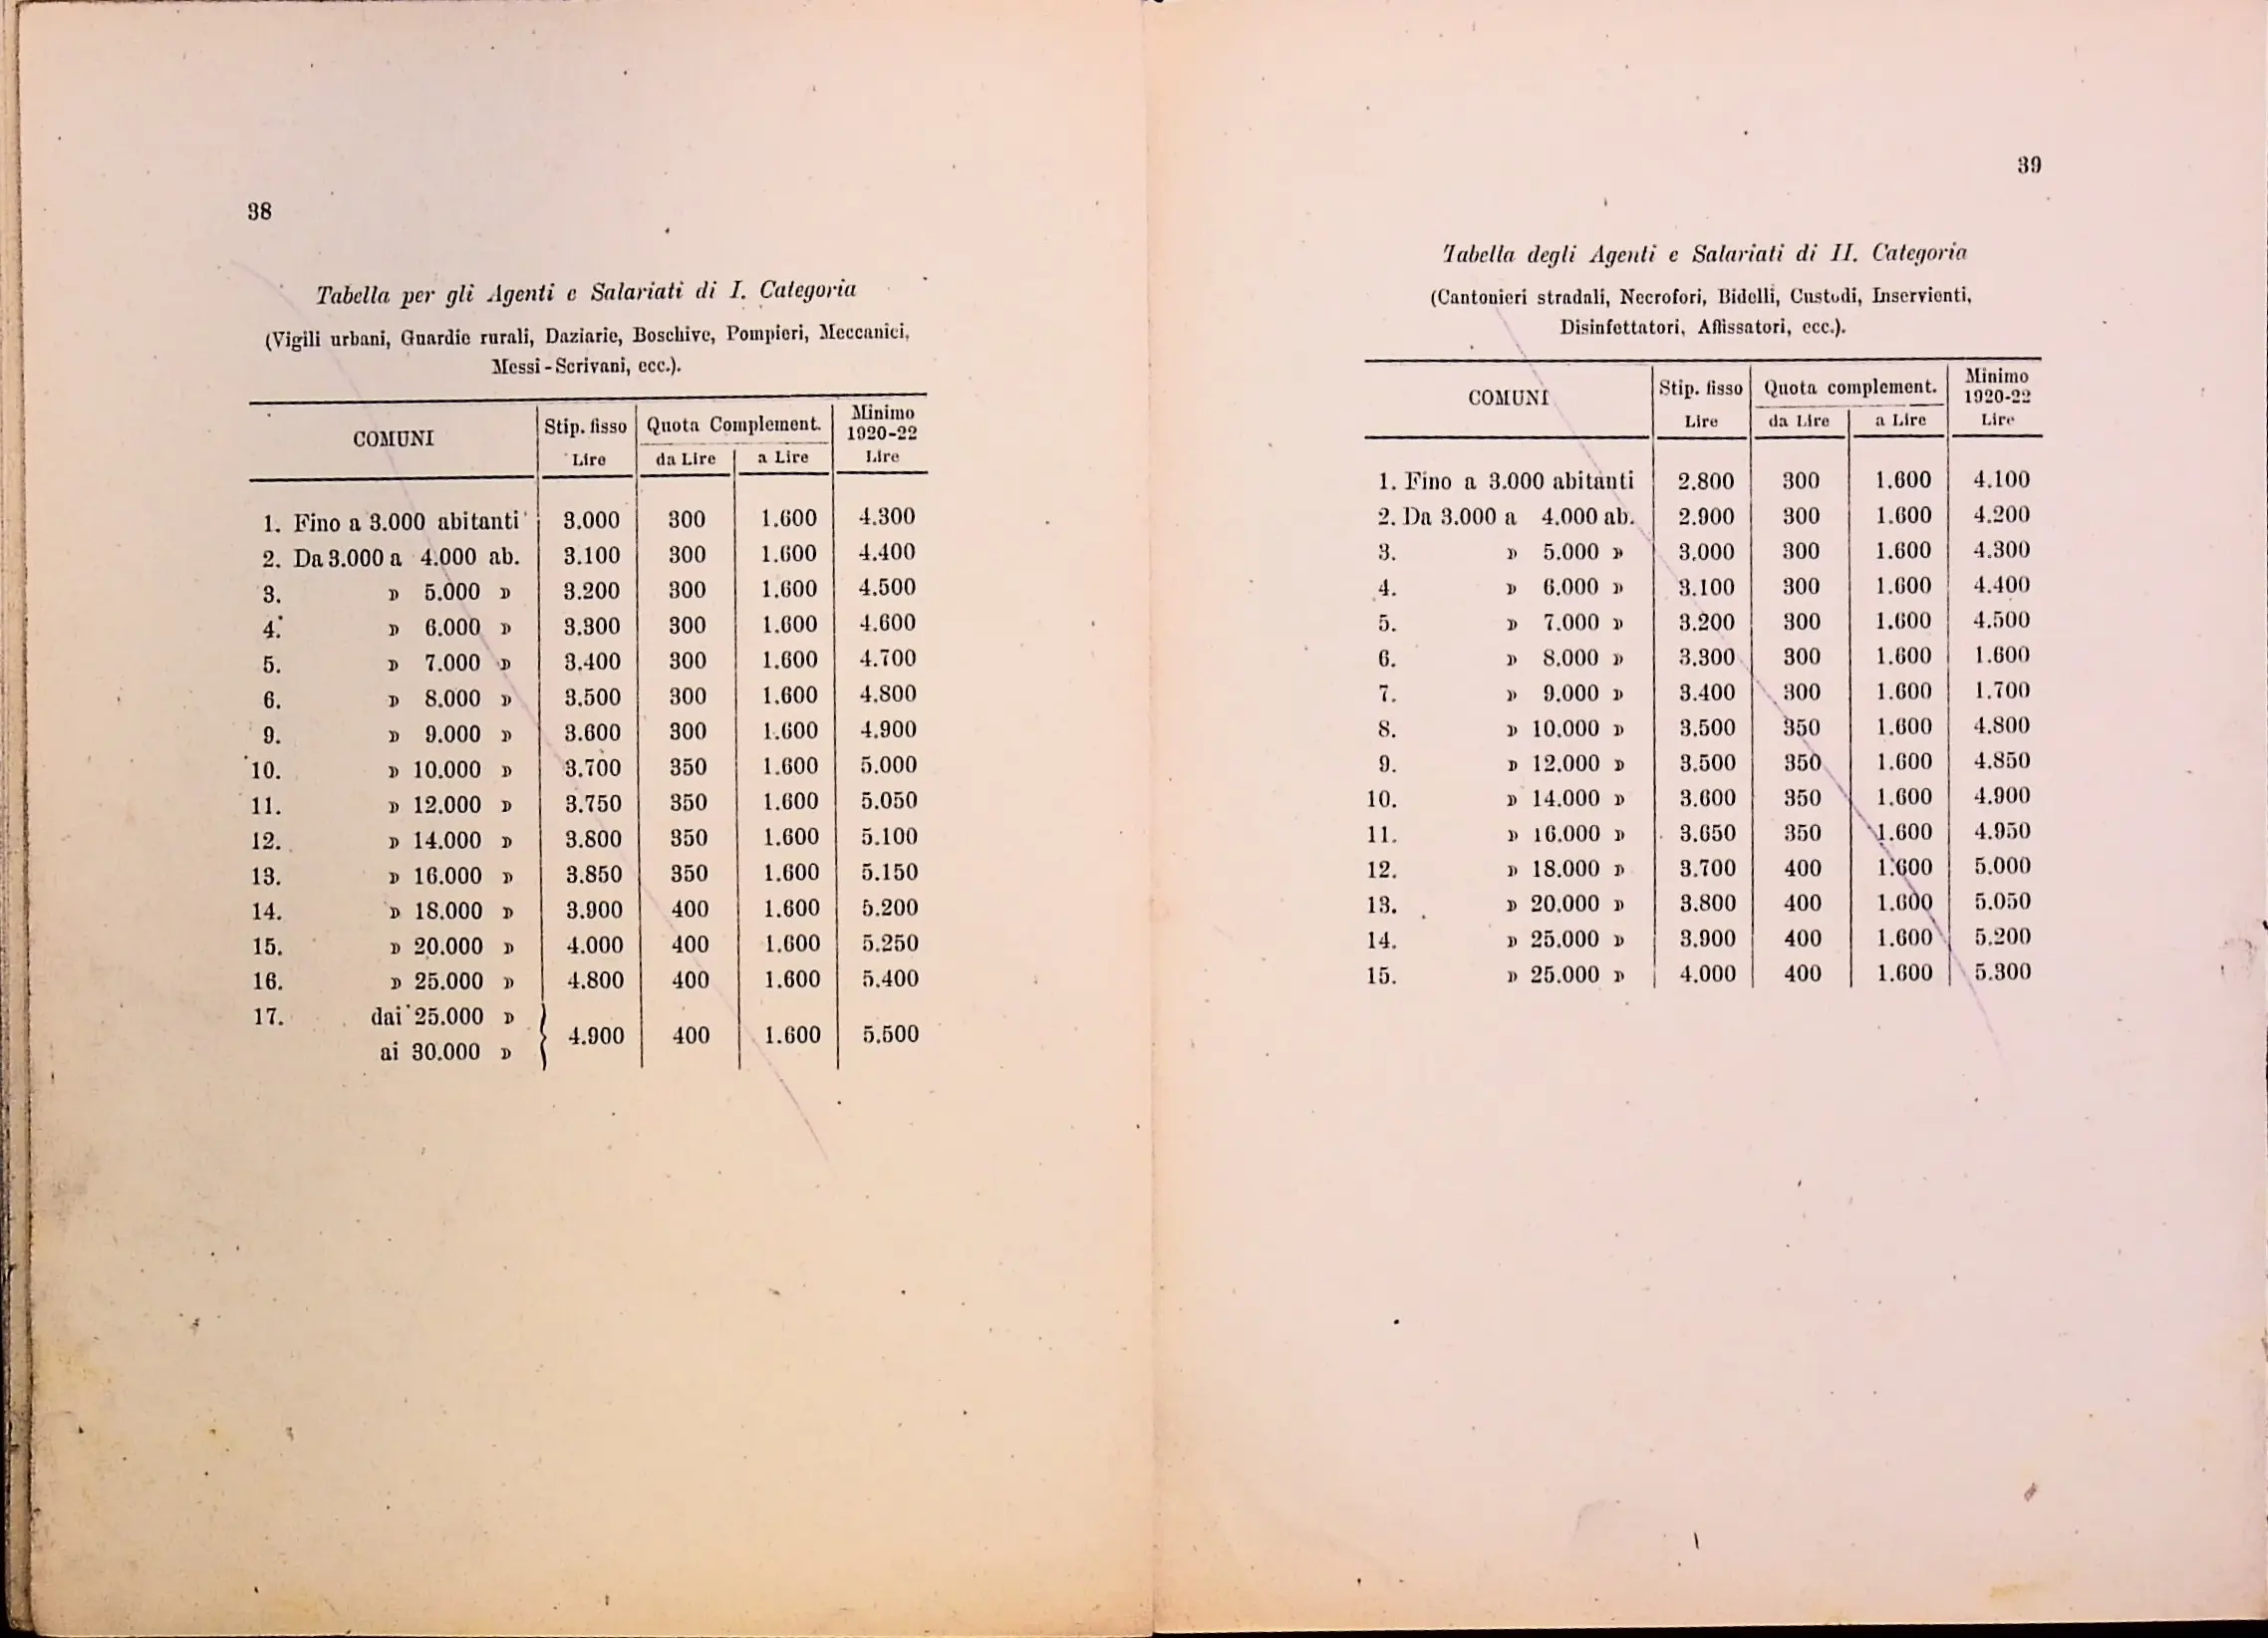 38
Tabella per gli Agenti e Salariati di I. Categoria
(Vigili urbani, Guardie rurali, Daziarie, Boschive, Pompieri, Meccanici,
Messi-Scrivani, ecc.).
COMUNI Stip. fisso Lire Quota Complement. da Lire a Lire Minimo 1920-22 Lire
1. Fino a 3.000 abitanti 3.000 300 1.600 4.300
2. Da 3.000 a 4.000 ab. 3.100 300 1.600 4.400
3. » 5.000 » 3.200 300 1.600 4.500
4. » 6.000 » 3.300 300 1.600 4.600
5. » 7.000 » 3.400 300 1.600 4.700
6. » 8.000 » 3.500 300 1.600 4.800
9. » 9.000 » 3.600 300 1.600 4.900
10. » 10.000 » 3.700 350 1.600 5.000
11. » 12.000 » 3.750 350 1.600 5.050
12. » 14.000 » 3.800 350 1.600 5.100
13. » 16.000 » 3.850 350 1.600 5.150
14. » 18.000 » 3.900 400 1.600 5.200
15. » 20.000 » 4.000 400 1.600 5.250
16. » 25.000 » 4.800 400 1.600 5.400
17. dai 25.000 »
ai 30.000 » 4.900 400 1.600 5.500
39
Tabella degli Agenti e Salariati di II. Categoria
(Cantonieri stradali, Necrofori, Bidelli, Custodi, Inservienti,
Disinfettatori, Affissatori, ecc.).
COMUNI Stip. fisso Lire Quota complement. da Lire a Lire Minimo 1920-22 Lire
1. Fino a 3.000 abitanti 2.800 300 1.600 4.100
2. Da 3.000 a 4.000 ab. 2.900 300 1.600 4.200
3. » 5.000 » 3.000 300 1.600 4.300
4. » 6.000 » 3.100 300 1.600 4.400
5. » 7.000 » 3.200 300 1.600 4.500
6. » 8.000 » 3.300 300 1.600 1.600
7. » 9.000 » 3.400 300 1.600 1.700
8. » 10.000 » 3.500 350 1.600 4.800
9. » 12.000 » 3.500 350 1.600 4.850
10. » 14.000 » 3.600 350 1.600 4.900
11. » 16.000 » 3.650 350 1.600 4.950
12. » 18.000 » 3.700 400 1.600 5.000
13. » 20.000 » 3.800 400 1.600 5.050
14. » 25.000 » 3.900 400 1.600 5.200
15. » 25.000 » 4.000 400 1.600 5.300